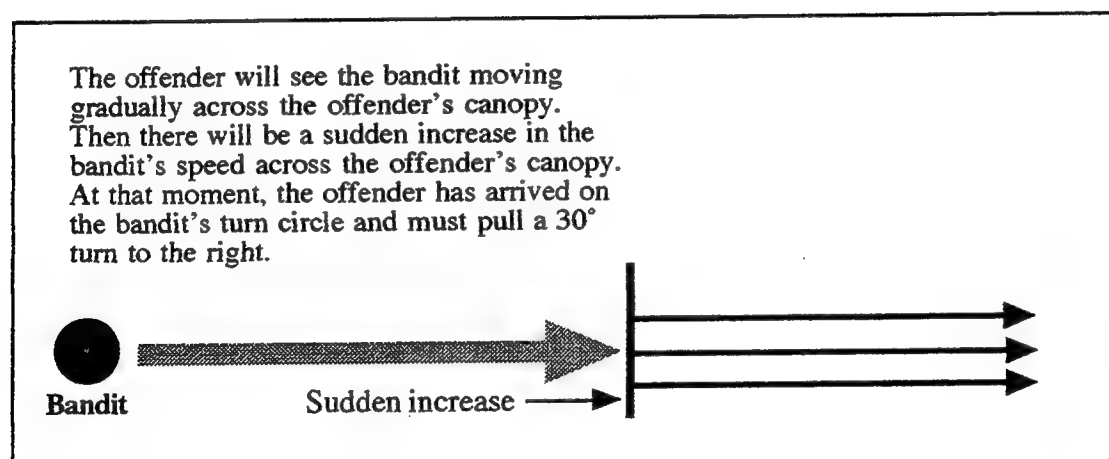 The offender will see the bandit moving
gradually across the offender's canopy.
Then there will be a sudden increase in the
bandit's speed across the offender's canopy.
At that moment, the offender has arrived on
the bandit's turn circle and must pull a 30°
turn to the right.
Bandit
Sudden increase